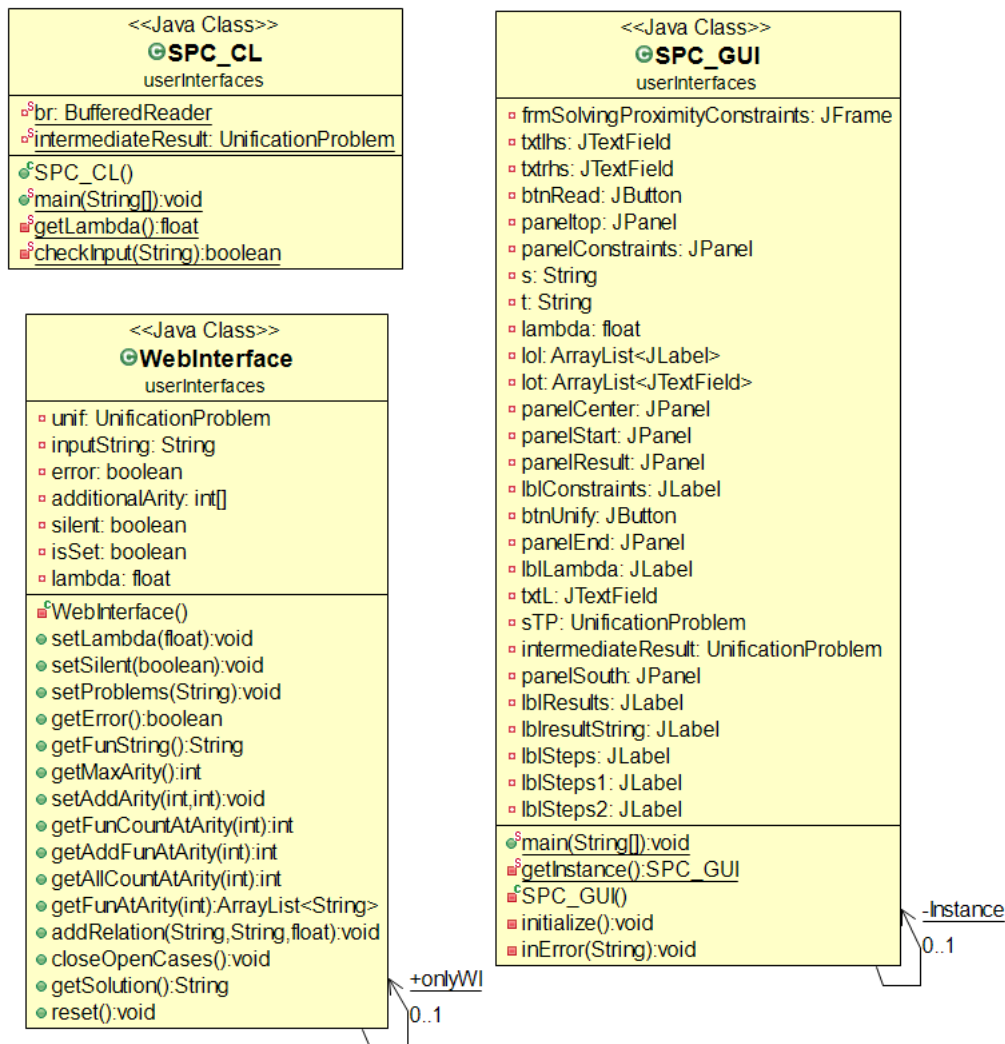 <<Java Class>>
SPC_CL
userInterfaces
br: BufferedReader
intermediateResult: UnificationProblem
SPC_CL()
main(String[]):void
getLambda():float
checkInput(String):boolean
<<Java Class>>
WebInterface
userInterfaces
unif: UnificationProblem
inputString: String
error: boolean
additionalArity: int[]
silent: boolean
isSet: boolean
lambda: float
WebInterface()
setLambda(float):void
setSilent(boolean):void
setProblems(String):void
getError():boolean
getFunString():String
getMaxArity():int
setAddArity(int,int):void
getFunCountAtArity(int):int
getAddFunAtArity(int):int
getAllCountAtArity(int):int
getFunAtArity(int):ArrayList<String>
addRelation(String,String,float):void
closeOpenCases():void
getSolution():String
reset():void
+onlyWI
0..1
<<Java Class>>
SPC_GUI
userInterfaces
frmSolvingProximityConstraints: JFrame
txtlhs: JTextField
txtrhs: JTextField
btnRead: JButton
paneltop: JPanel
panelConstraints: JPanel
s: String
t: String
lambda: float
lol: ArrayList<JLabel>
lot: ArrayList<JTextField>
panelCenter: JPanel
panelStart: JPanel
panelResult: JPanel
lblConstraints: JLabel
btnUnify: JButton
panelEnd: JPanel
lblLambda: JLabel
txtL: JTextField
sTP: UnificationProblem
intermediateResult: UnificationProblem
panelSouth: JPanel
lblResults: JLabel
lblresultString: JLabel
lblSteps: JLabel
lblSteps1: JLabel
lblSteps2: JLabel
main(String[]):void
getInstance():SPC_GUI
SPC_GUI()
initialize():void
inError(String):void
-Instance
0..1